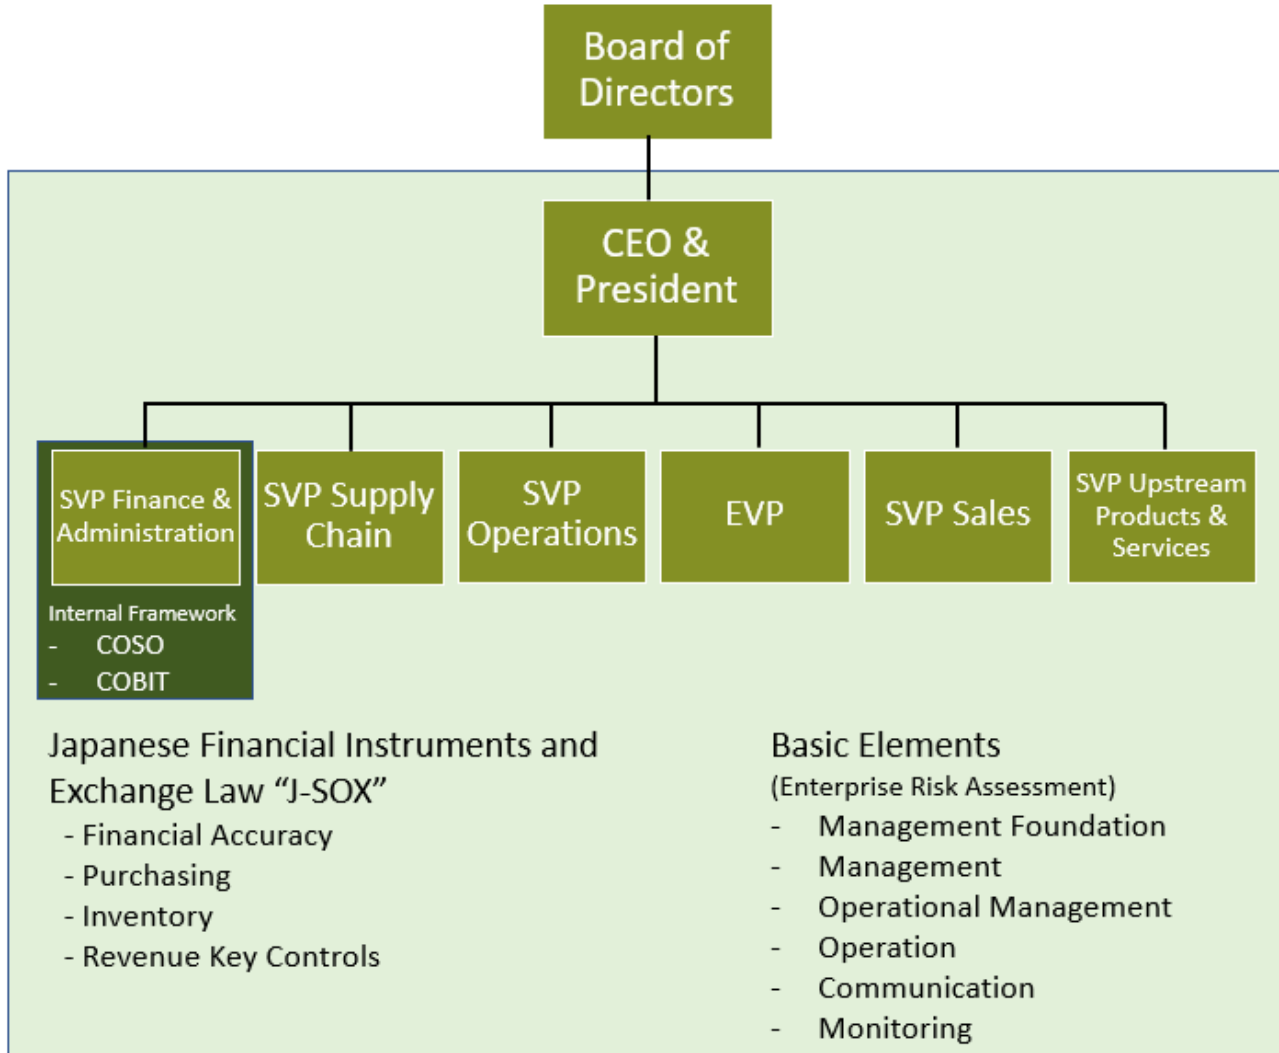 Board of
Directors
CEO &
President
SVP Finance &
Administration
SVP Supply
Chain
SVP
Operations
EVP
SVP Sales
SVP Upstream
Products &
Services
Internal Framework
- COSO
- COBIT
Japanese Financial Instruments and
Exchange Law “J-SOX”
- Financial Accuracy
- Purchasing
- Inventory
- Revenue Key Controls
Basic Elements
(Enterprise Risk Assessment)
- Management Foundation
- Management
- Operational Management
- Operation
- Communication
- Monitoring